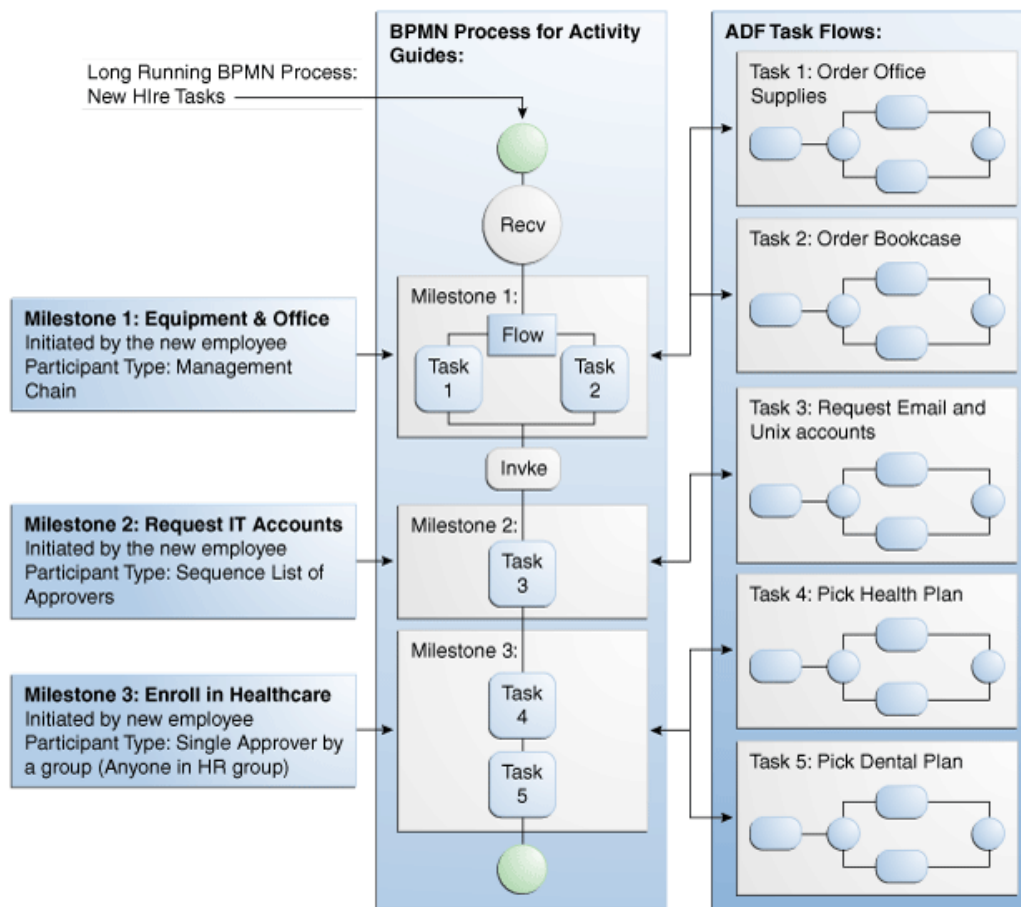 Long Running BPMN Process:
New HIre Tasks
BPMN Process for Activity
Guides:
Recv
Milestone 1:
Flow
Task
1
Task
2
Invke
Milestone 2:
Task
3
Milestone 3:
Task
4
Task
5
Milestone 1: Equipment & Office
Initiated by the new employee
Participant Type: Management
Chain
Milestone 2: Request IT Accounts
Initiated by the new employee
Participant Type: Sequence List of
Approvers
Milestone 3: Enroll in Healthcare
Initiated by new employee
Participant Type: Single Approver by
a group (Anyone in HR group)
ADF Task Flows:
Task 1: Order Office
Supplies
Task 2: Order Bookcase
Task 3: Request Email and
Unix accounts
Task 4: Pick Health Plan
Task 5: Pick Dental Plan